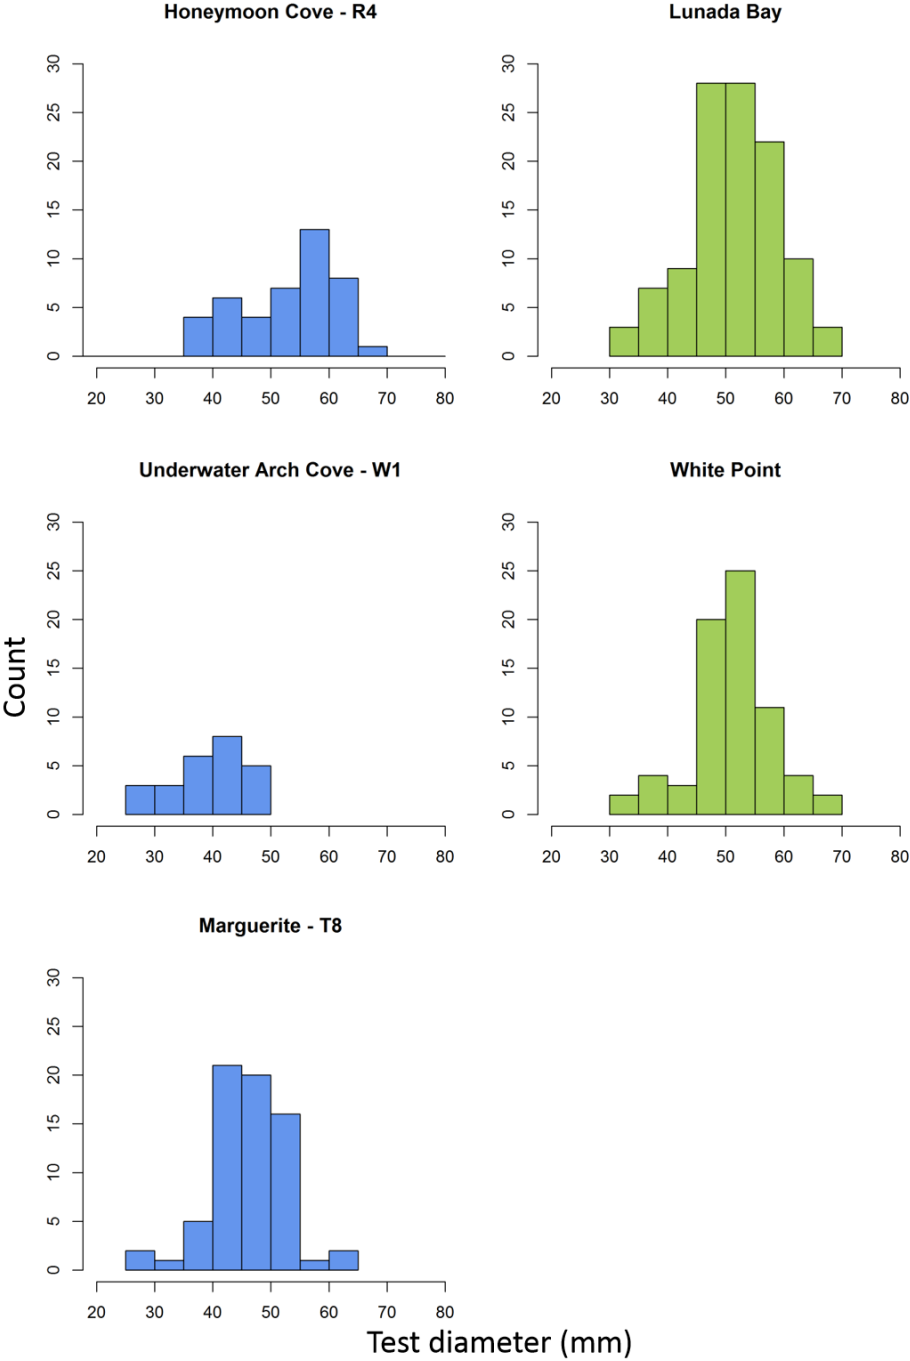 Honeymoon Cove - R4
30
25
20
15
10
5
0
20 30 40 50 60 70 80
Lunada Bay
30
25
20
15
10
5
0
20 30 40 50 60 70 80
Underwater Arch Cove - W1
30
25
20
15
10
5
0
20 30 40 50 60 70 80
White Point
30
25
20
15
10
5
0
20 30 40 50 60 70 80
Count
Marguerite - T8
30
25
20
15
10
5
0
20 30 40 50 60 70 80
Test diameter (mm)